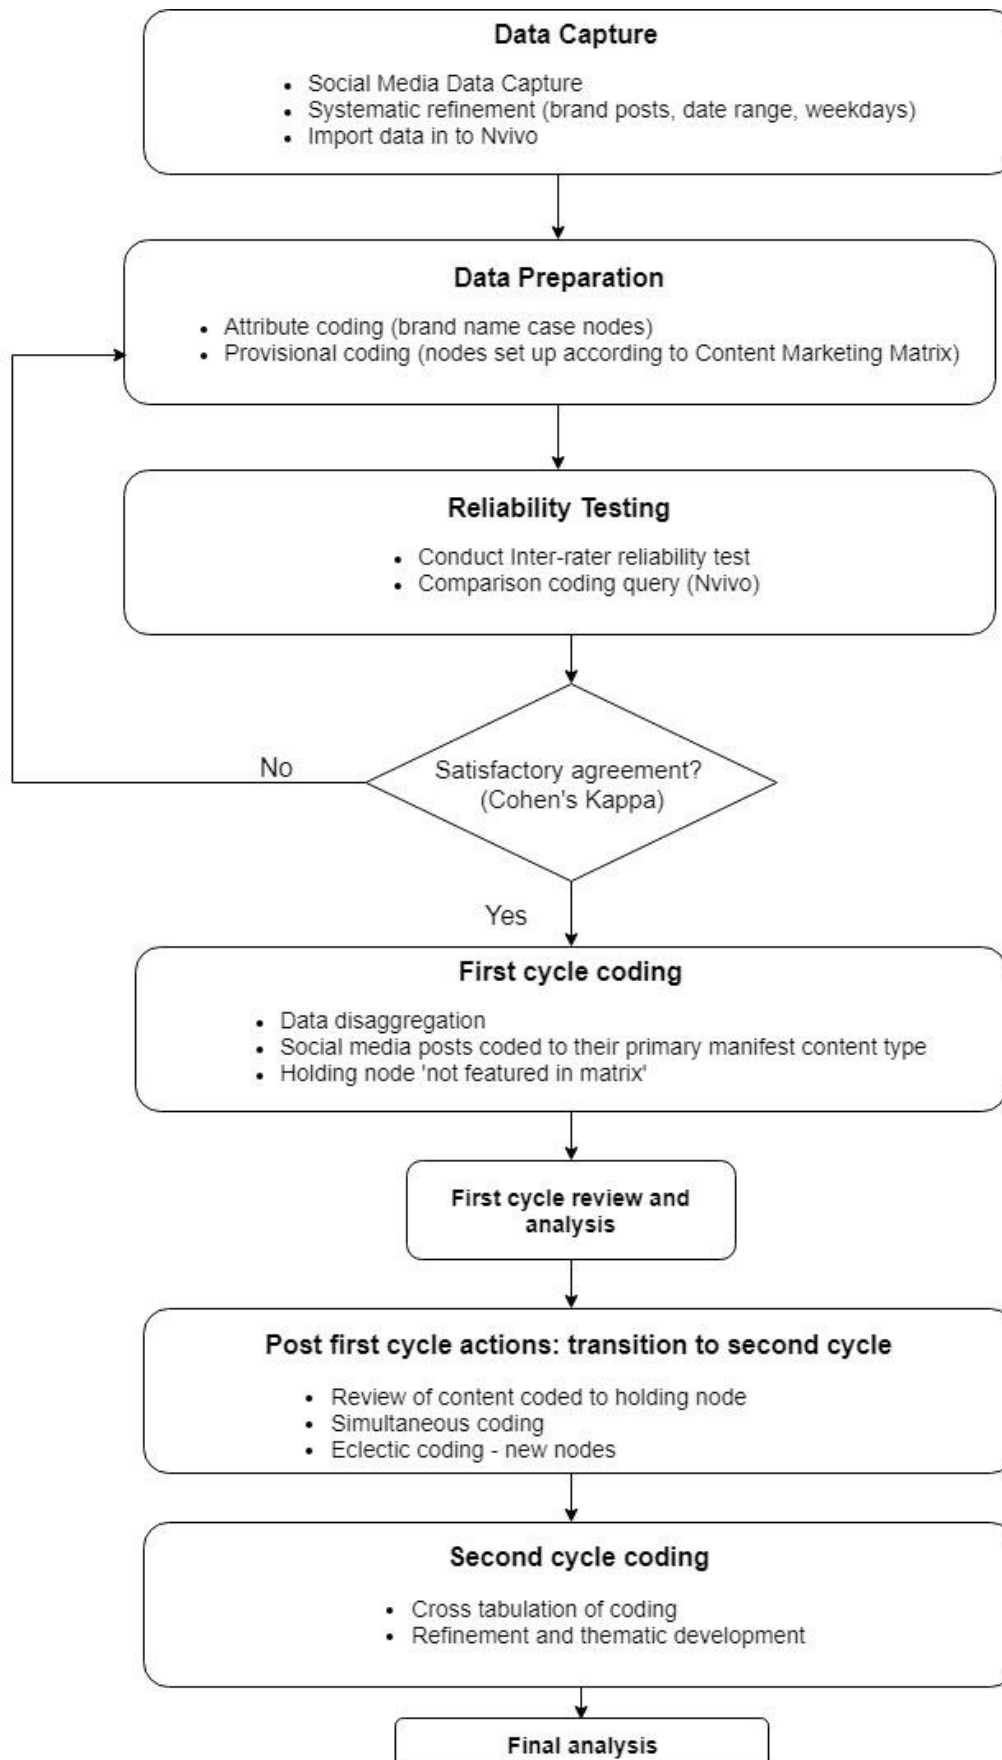 Data Capture
• Social Media Data Capture
• Systematic refinement (brand posts, date range, weekdays)
• Import data in to Nvivo
Data Preparation
• Attribute coding (brand name case nodes)
• Provisional coding (nodes set up according to Content Marketing Matrix)
Reliability Testing
• Conduct Inter-rater reliability test
• Comparison coding query (Nvivo)
No
Satisfactory agreement?
(Cohen's Kappa)
Yes
First cycle coding
• Data disaggregation
• Social media posts coded to their primary manifest content type
• Holding node 'not featured in matrix'
First cycle review and
analysis
Post first cycle actions: transition to second cycle
• Review of content coded to holding node
• Simultaneous coding
• Eclectic coding - new nodes
Second cycle coding
• Cross tabulation of coding
• Refinement and thematic development
Final analysis